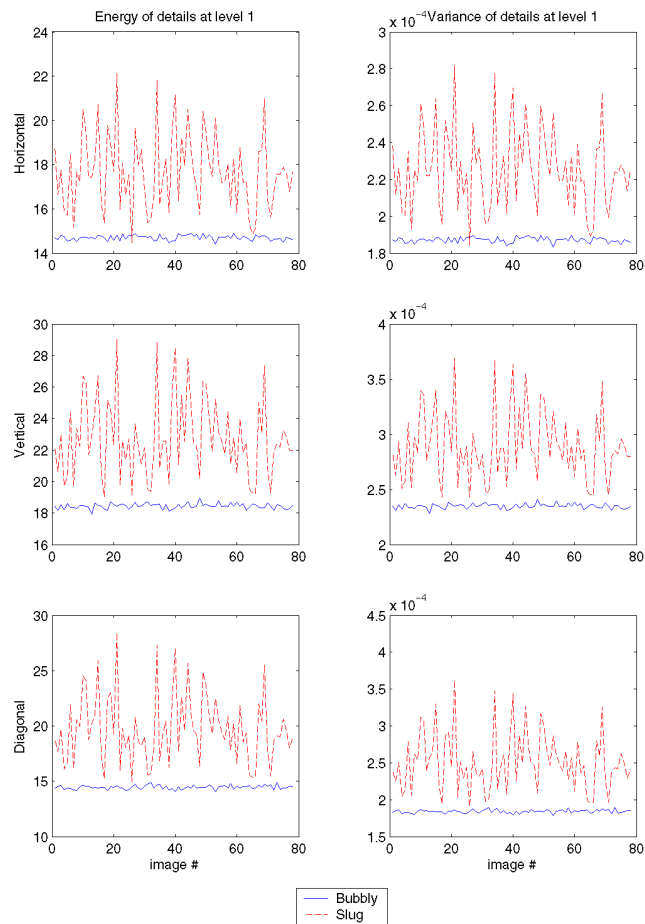 Energy of details at level 1
Variance of details at level 1
x 10⁻⁴
Horizontal
24
22
20
18
16
14
0 20 40 60 80
3
2.8
2.6
2.4
2.2
2
1.8
0 20 40 60 80
Vertical
30
28
26
24
22
20
18
16
0 20 40 60 80
x 10⁻⁴
4
3.5
3
2.5
2
0 20 40 60 80
Diagonal
30
25
20
15
10
0 20 40 60 80
image #
x 10⁻⁴
4.5
4
3.5
3
2.5
2
1.5
0 20 40 60 80
image #
Bubbly
Slug